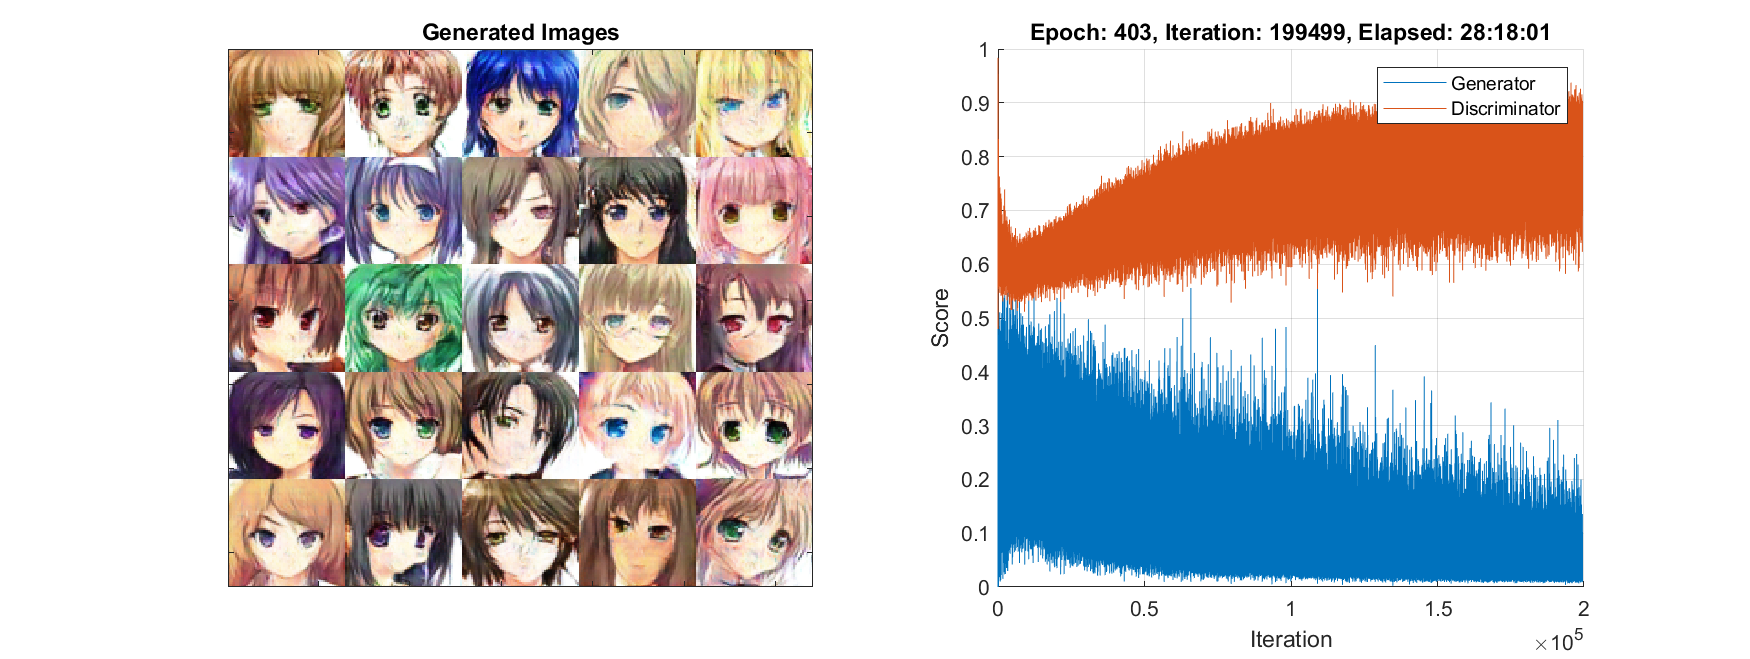 Generated Images
Epoch: 403, Iteration: 199499, Elapsed: 28:18:01
1
0.9
0.8
0.7
0.6
0.5
0.4
0.3
0.2
0.1
0
Score
Generator
Discriminator
0
0.5
1
1.5
2
Iteration
×10⁵